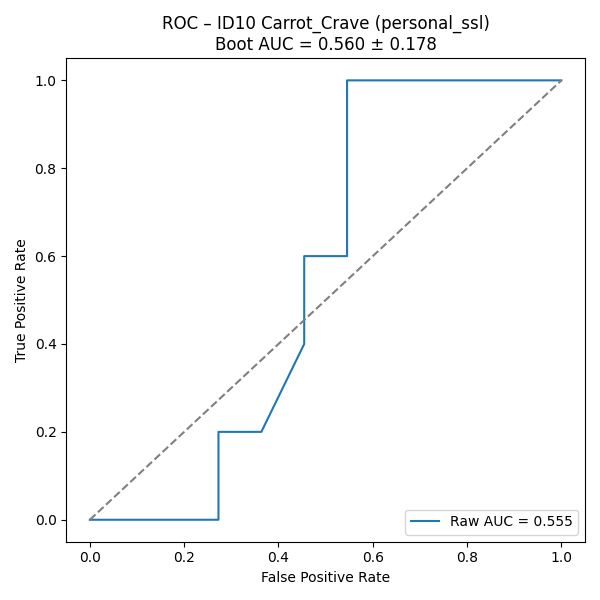 ROC – ID10 Carrot_Crave (personal_ssl)
Boot AUC = 0.560 ± 0.178
1.0
0.8
0.6
0.4
0.2
0.0
True Positive Rate
Raw AUC = 0.555
0.0
0.2
0.4
0.6
0.8
1.0
False Positive Rate